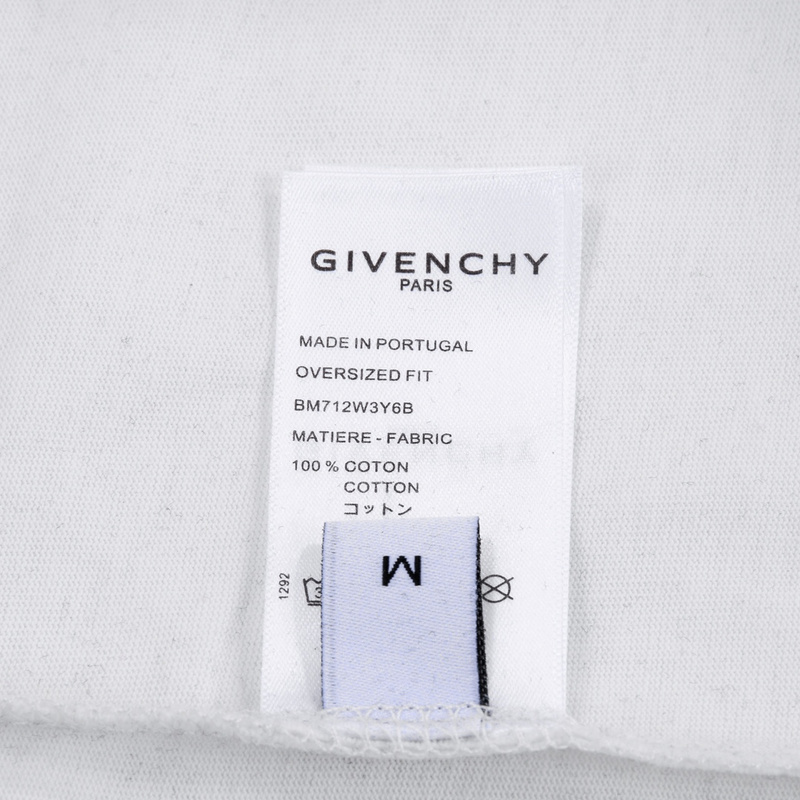 GIVENCHY
PARIS
MADE IN PORTUGAL
OVERSIZED FIT
BM712W3Y6B
MATIERE - FABRIC
100 % COTON
COTTON
コットン
M
1292